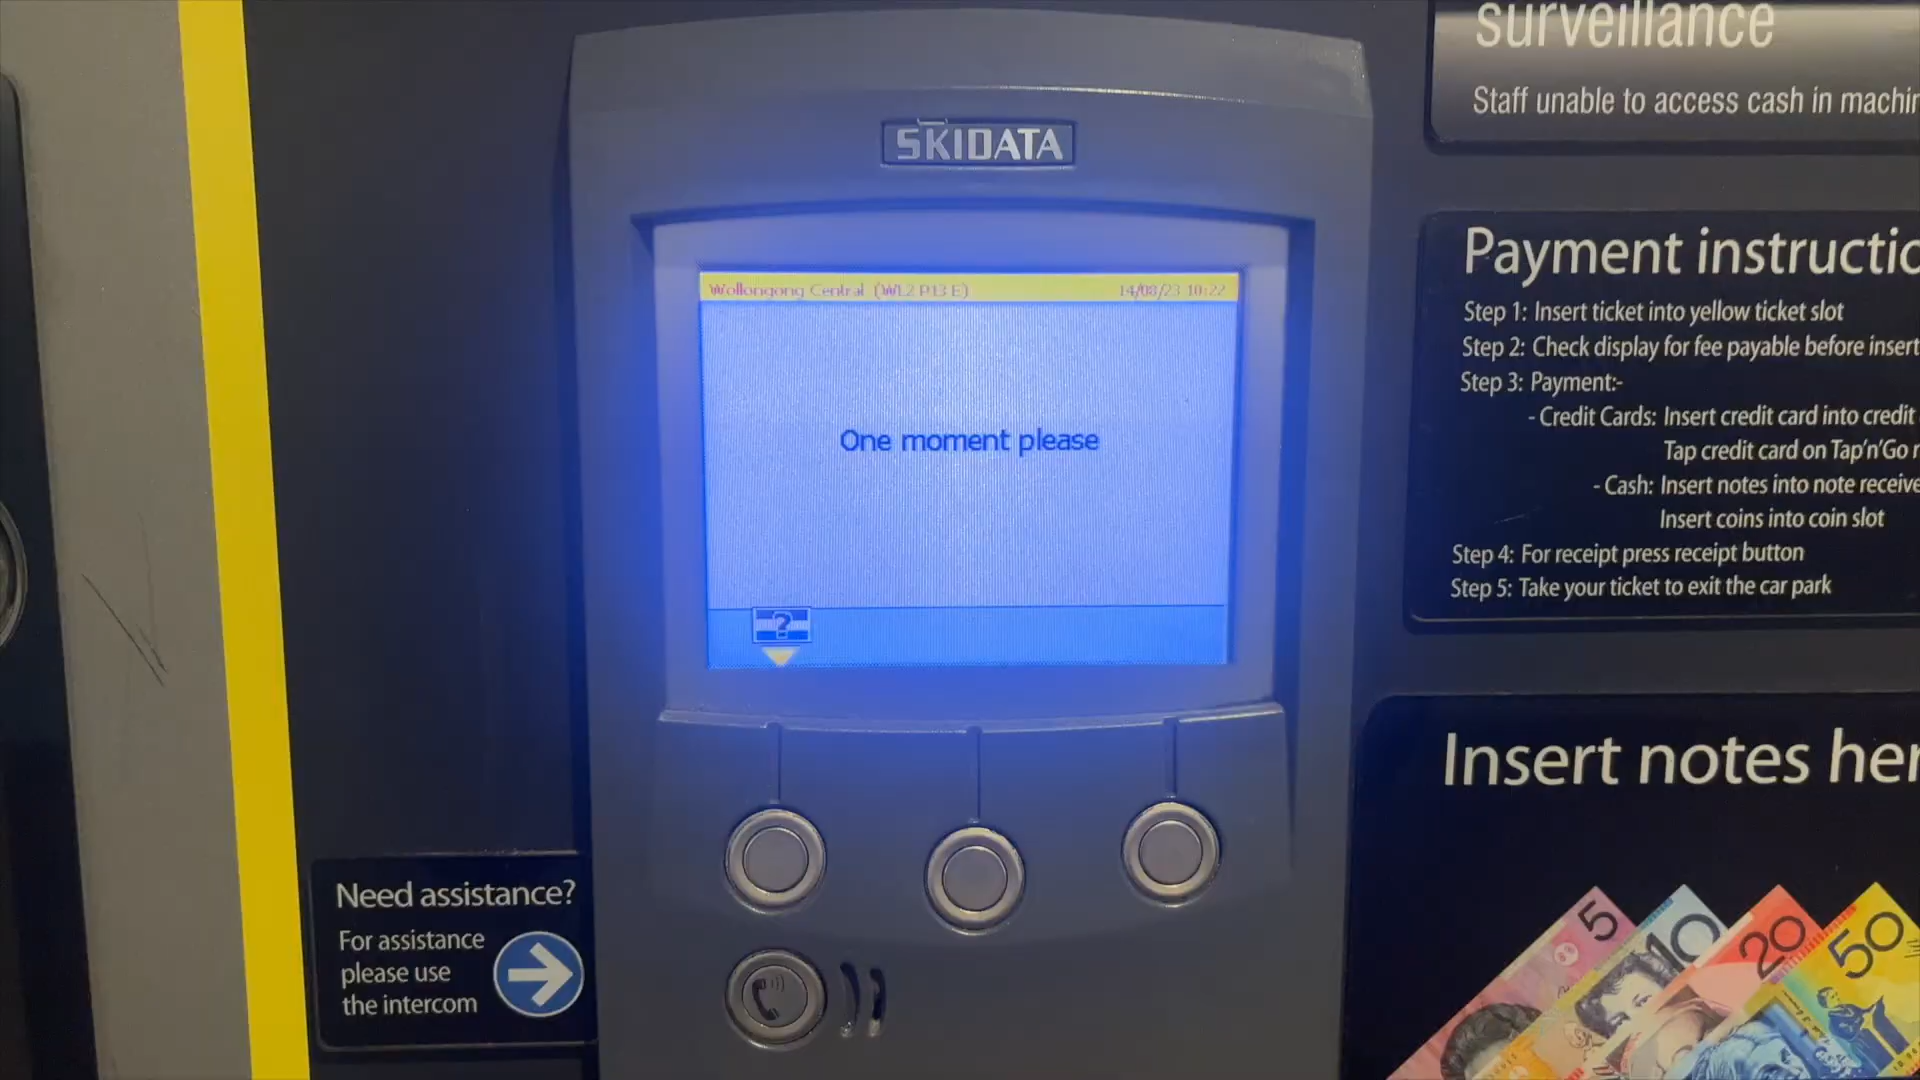 surveillance
Staff unable to access cash in machin
SKIDATA
Wollongong Central (WL2 P13 E) 14/08/23 10:22
One moment please
?
Payment instructio
Step 1: Insert ticket into yellow ticket slot
Step 2: Check display for fee payable before insert
Step 3: Payment:-
- Credit Cards: Insert credit card into credit
Tap credit card on Tap'n'Go r
- Cash: Insert notes into note receive
Insert coins into coin slot
Step 4: For receipt press receipt button
Step 5: Take your ticket to exit the car park
Insert notes her
5 10 20 50
Need assistance?
For assistance
please use
the intercom